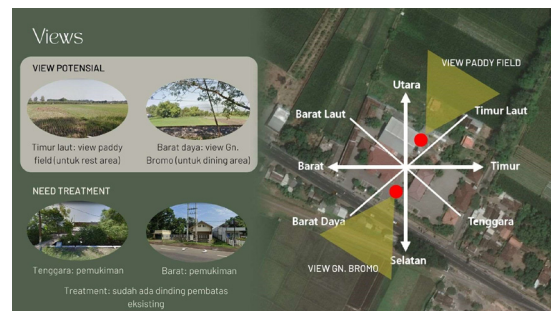 Views
VIEW POTENSIAL
Timur laut: view paddy
field (untuk rest area)
Barat daya: view Gn.
Bromo (untuk dining area)
NEED TREATMENT
Tenggara: pemukiman
Barat: pemukiman
Treatment: sudah ada dinding pembatas
eksisting
VIEW PADDY FIELD
Utara
Barat Laut
Timur Laut
Barat
Timur
Barat Daya
Tenggara
Selatan
VIEW GN. BROMO